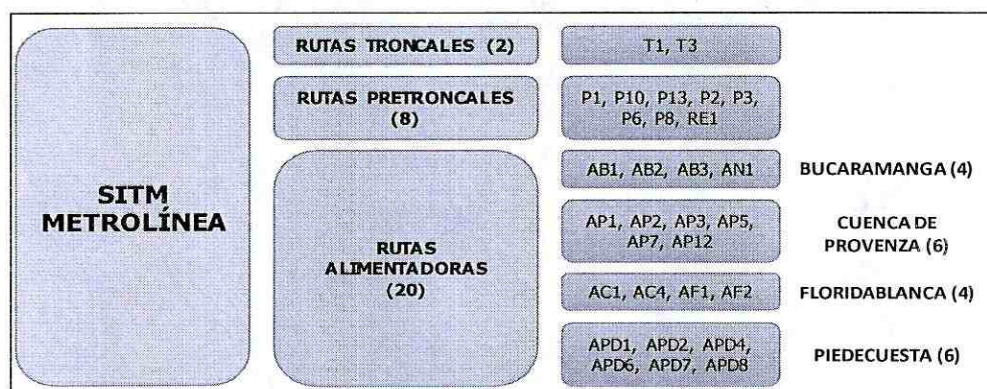 SITM
METROLÍNEA
RUTAS TRONCALES (2)
T1, T3
RUTAS PRETRONCALES
(8)
P1, P10, P13, P2, P3,
P6, P8, RE1
RUTAS
ALIMENTADORAS
(20)
AB1, AB2, AB3, AN1
BUCARAMANGA (4)
AP1, AP2, AP3, AP5,
AP7, AP12
CUENCA DE
PROVENZA (6)
AC1, AC4, AF1, AF2
FLORIDABLANCA (4)
APD1, APD2, APD4,
APD6, APD7, APD8
PIEDECUESTA (6)